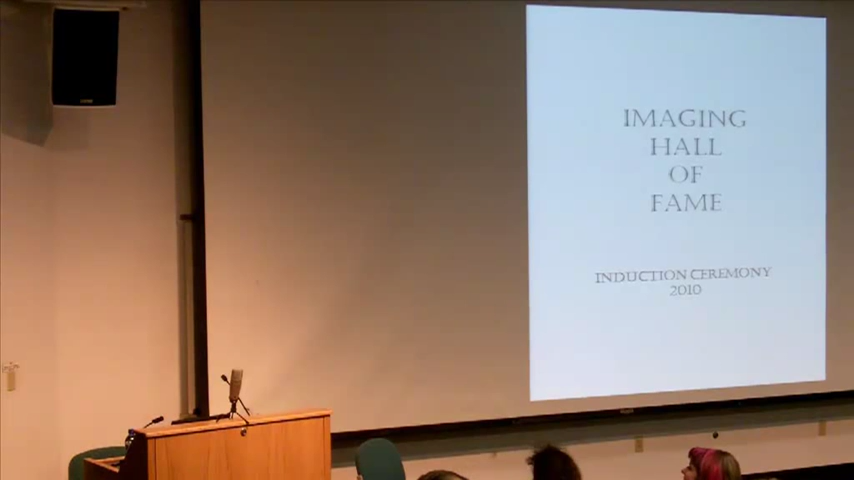 IMAGING
HALL
OF
FAME
INDUCTION CEREMONY
2010